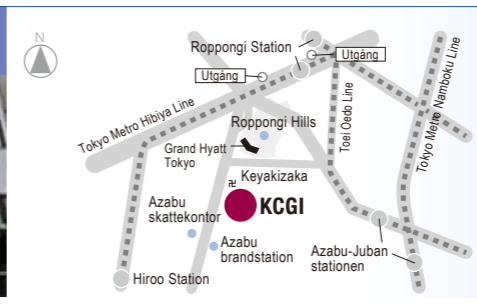 N
Roppongi Station
Utgång
Utgång
Tokyo Metro Hibiya Line
Toei Oedo Line
Tokyo Metro Namboku Line
Roppongi Hills
Grand Hyatt
Tokyo
卍
Keyakizaka
KCGI
Azabu
skattekontor
Azabu
brandstation
Azabu-Juban
stationen
Hiroo Station